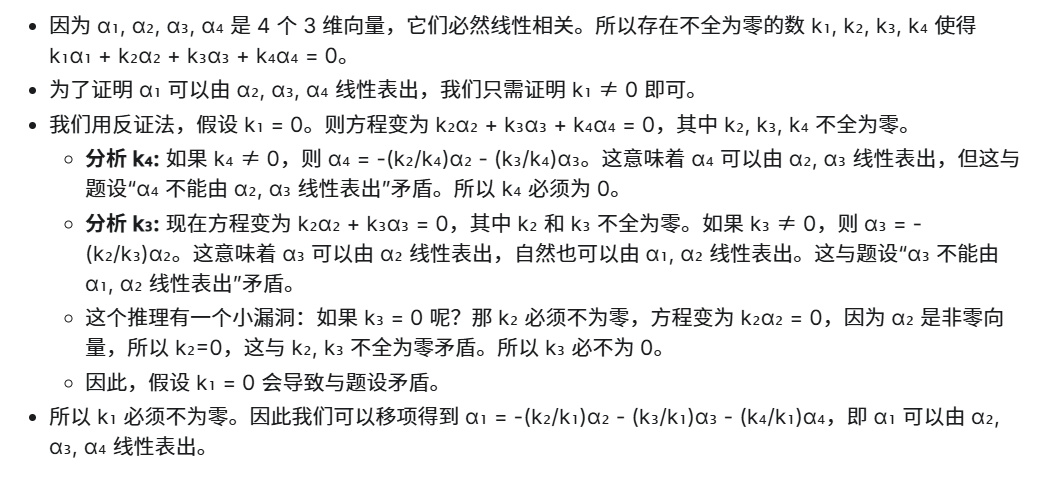 • 因为 α₁, α₂, α₃, α₄ 是 4 个 3 维向量，它们必然线性相关。所以存在不全为零的数 k₁, k₂, k₃, k₄ 使得
k₁α₁ + k₂α₂ + k₃α₃ + k₄α₄ = 0。
• 为了证明 α₁ 可以由 α₂, α₃, α₄ 线性表出，我们只需证明 k₁ ≠ 0 即可。
• 我们用反证法，假设 k₁ = 0。则方程变为 k₂α₂ + k₃α₃ + k₄α₄ = 0，其中 k₂, k₃, k₄ 不全为零。
◦ 分析 k₄: 如果 k₄ ≠ 0，则 α₄ = -(k₂/k₄)α₂ - (k₃/k₄)α₃。这意味着 α₄ 可以由 α₂, α₃ 线性表出，但这与
题设“α₄ 不能由 α₂, α₃ 线性表出”矛盾。所以 k₄ 必须为 0。
◦ 分析 k₃: 现在方程变为 k₂α₂ + k₃α₃ = 0，其中 k₂ 和 k₃ 不全为零。如果 k₃ ≠ 0，则 α₃ = -
(k₂/k₃)α₂。这意味着 α₃ 可以由 α₂ 线性表出，自然也可以由 α₁, α₂ 线性表出。这与题设“α₃ 不能由
α₁, α₂ 线性表出”矛盾。
◦ 这个推理有一个小漏洞：如果 k₃ = 0 呢？那 k₂ 必须不为零，方程变为 k₂α₂ = 0，因为 α₂ 是非零向
量，所以 k₂=0，这与 k₂, k₃ 不全为零矛盾。所以 k₃ 必不为 0。
◦ 因此，假设 k₁ = 0 会导致与题设矛盾。
• 所以 k₁ 必须不为零。因此我们可以移项得到 α₁ = -(k₂/k₁)α₂ - (k₃/k₁)α₃ - (k₄/k₁)α₄，即 α₁ 可以由 α₂,
α₃, α₄ 线性表出。